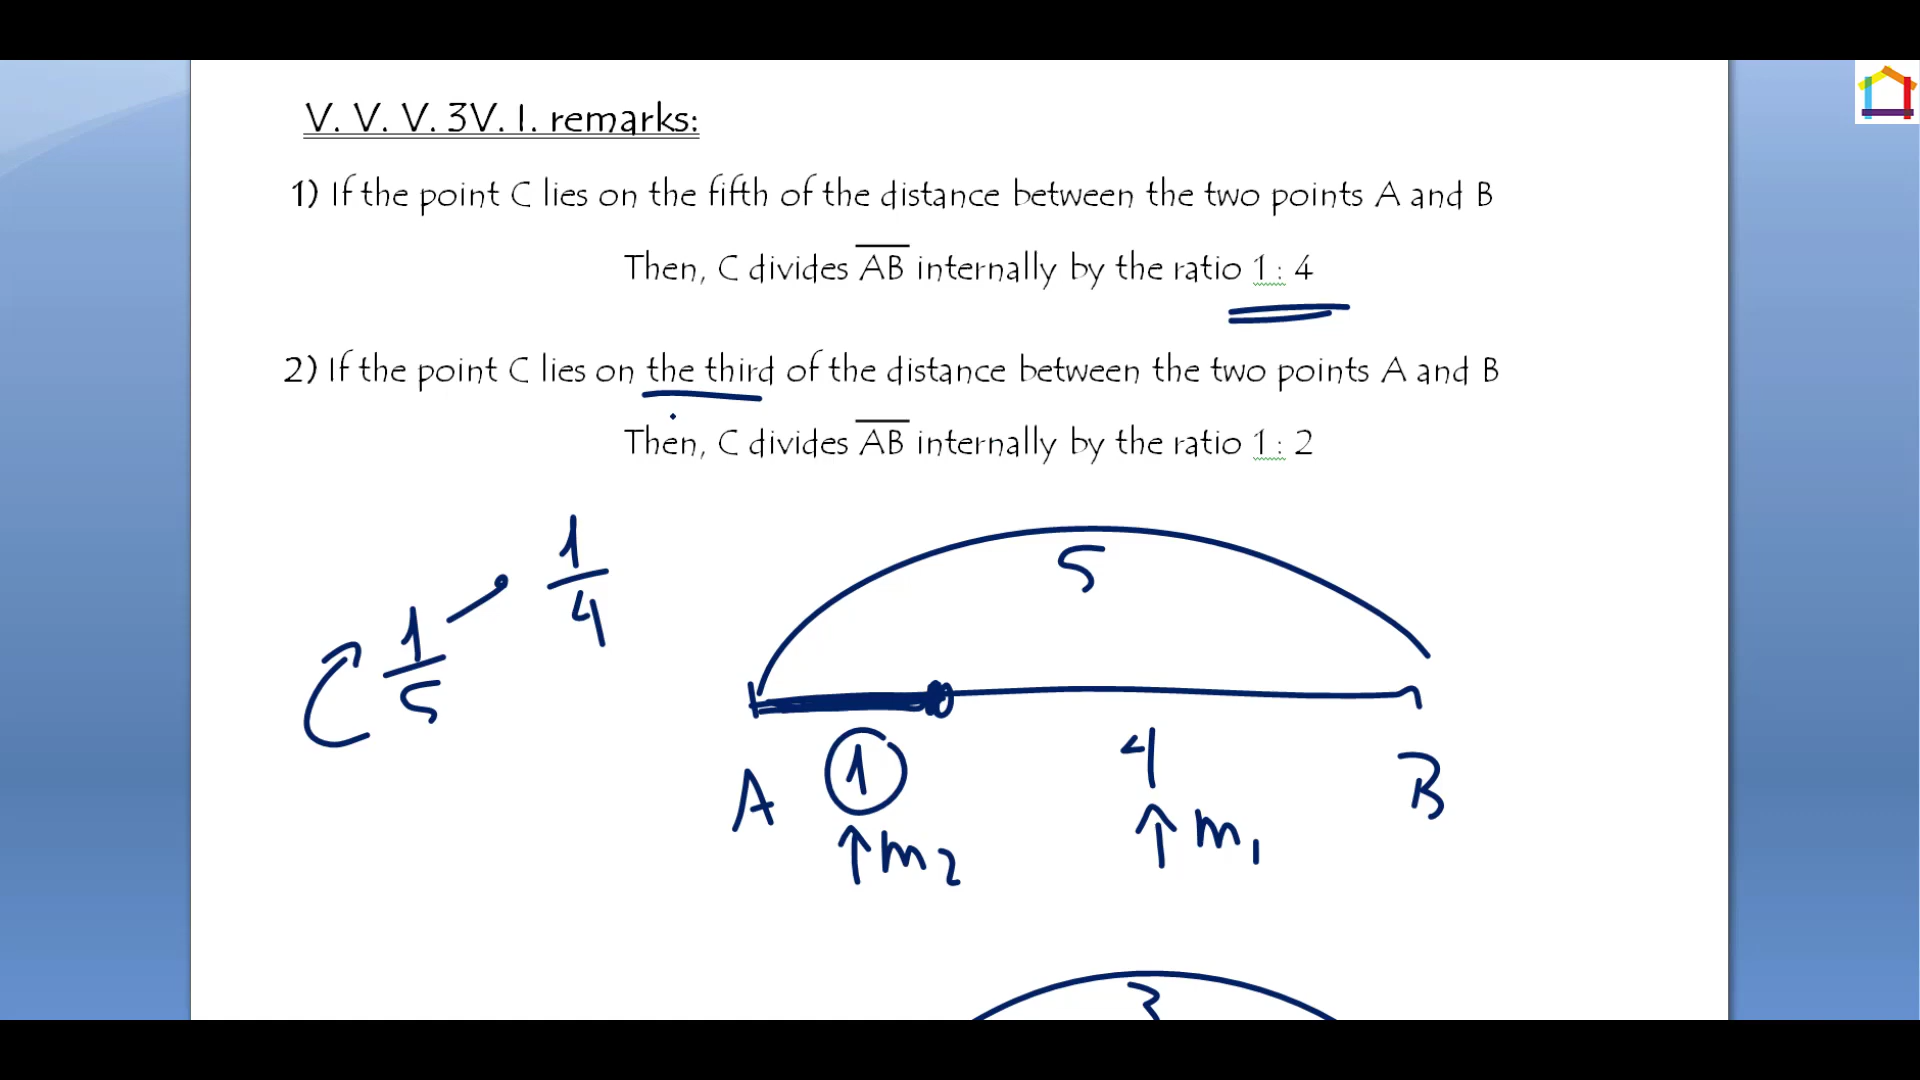 V. V. V. 3V. I. remarks:
1) If the point C lies on the fifth of the distance between the two points A and B
Then, C divides AB internally by the ratio 1 : 4
2) If the point C lies on the third of the distance between the two points A and B
Then, C divides AB internally by the ratio 1 : 2
1/5
1/4
5
1
4
A
B
m2
m1
3